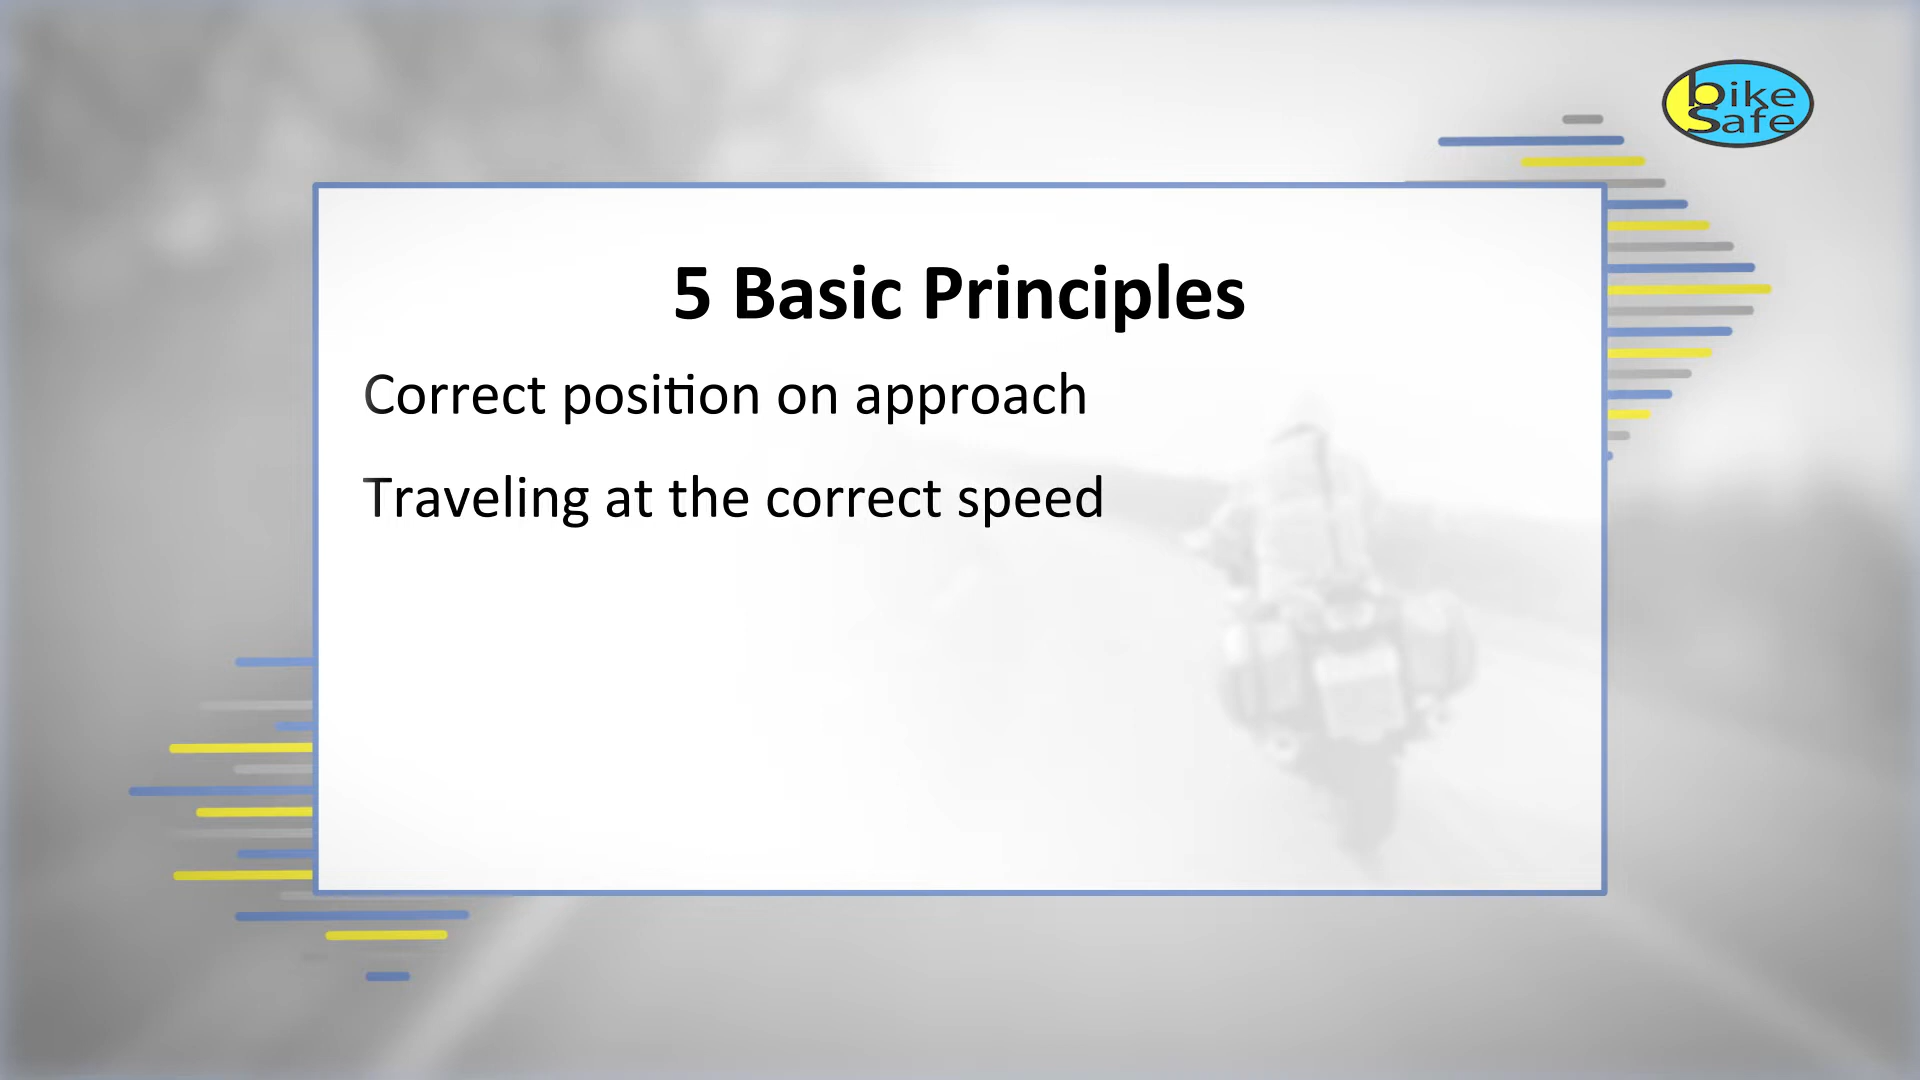 bike
Safe
5 Basic Principles
Correct position on approach
Traveling at the correct speed